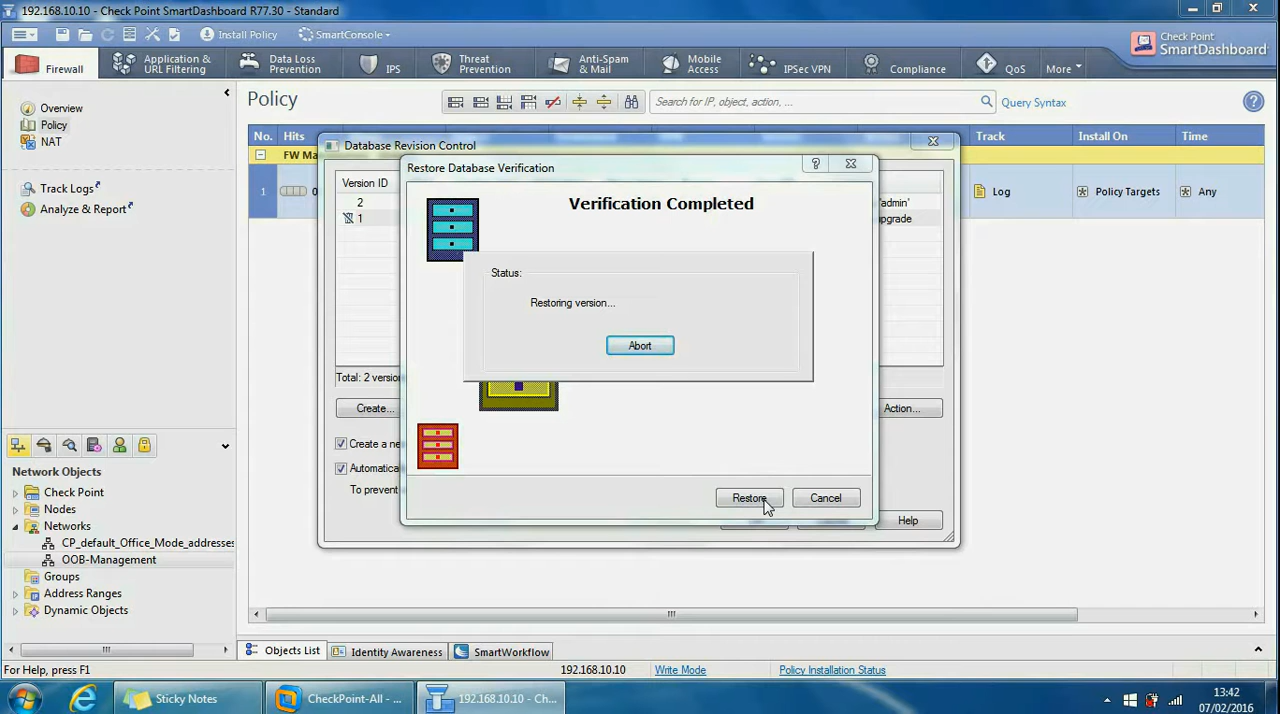 192.168.10.10 - Check Point SmartDashboard R77.30 - Standard
Install Policy
SmartConsole
Check Point
SmartDashboard
Firewall
Application &
URL Filtering
Data Loss
Prevention
IPS
Threat
Prevention
Anti-Spam
& Mail
Mobile
Access
IPSec VPN
Compliance
QoS
More
Overview
Policy
NAT
Track Logs
Analyze & Report
Policy
Search for IP, object, action, ...
Query Syntax
No. Hits Track Install On Time
FW Ma
1 0 Log Policy Targets Any
Database Revision Control
Version ID
2 'admin'
1 upgrade
Total: 2 versio
Create... Action...
Create a ne
Automatica
To prevent
Help
Restore Database Verification
Verification Completed
Status:
Restoring version...
Abort
Restore Cancel
Network Objects
Check Point
Nodes
Networks
CP_default_Office_Mode_addresses
OOB-Management
Groups
Address Ranges
Dynamic Objects
Objects List Identity Awareness SmartWorkflow
For Help, press F1 192.168.10.10 Write Mode Policy Installation Status
Sticky Notes CheckPoint-All - ... 192.168.10.10 - Ch...
13:42
07/02/2016